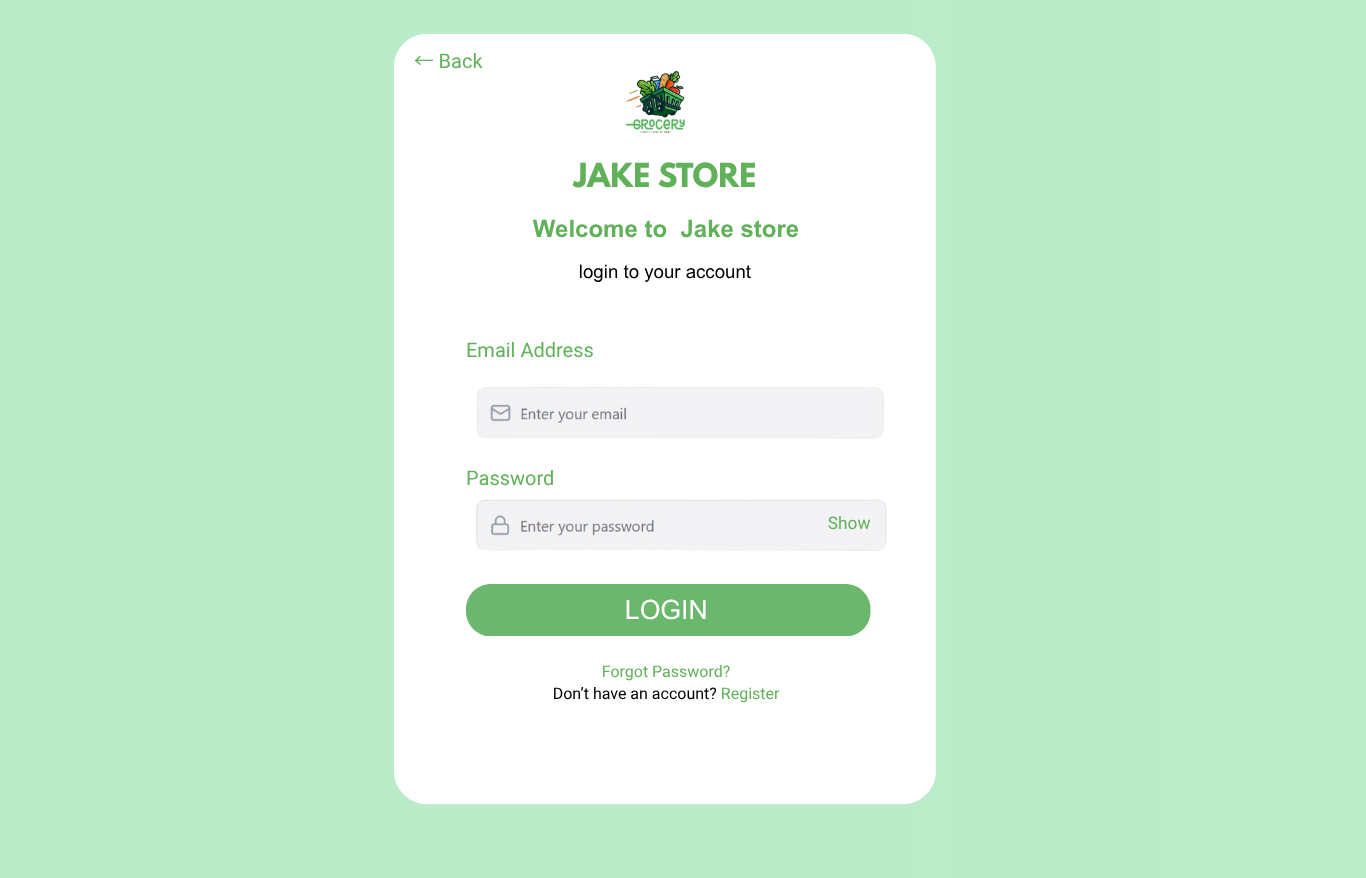 ← Back
GROCERY
JAKE STORE
Welcome to  Jake store
login to your account
Email Address
Enter your email
Password
Enter your password
Show
LOGIN
Forgot Password?
Don’t have an account? Register